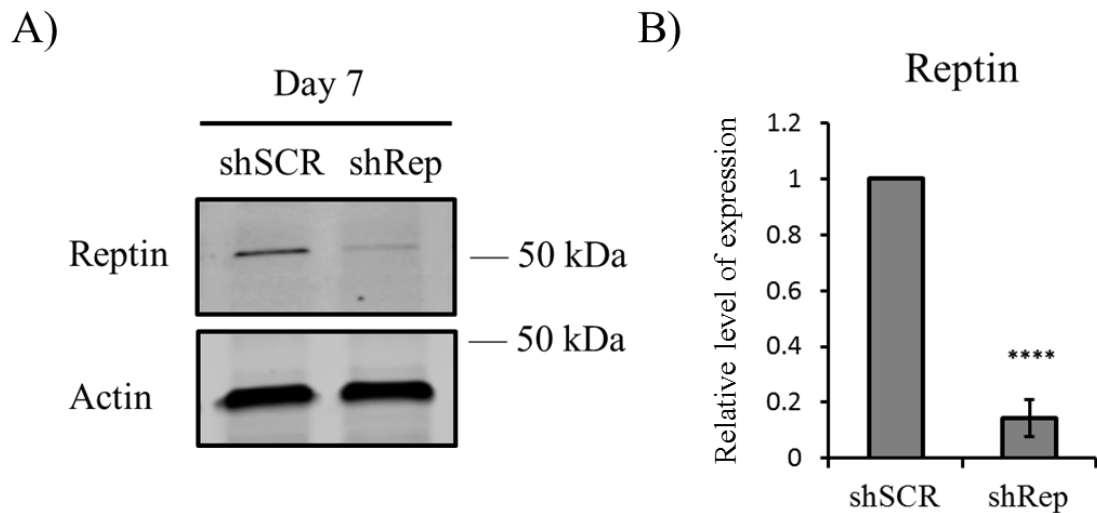 A)
Day 7
shSCR shRep
Reptin
— 50 kDa
— 50 kDa
Actin
B)
Reptin
Relative level of expression
1.2
1
0.8
0.6
0.4
0.2
0
****
shSCR shRep